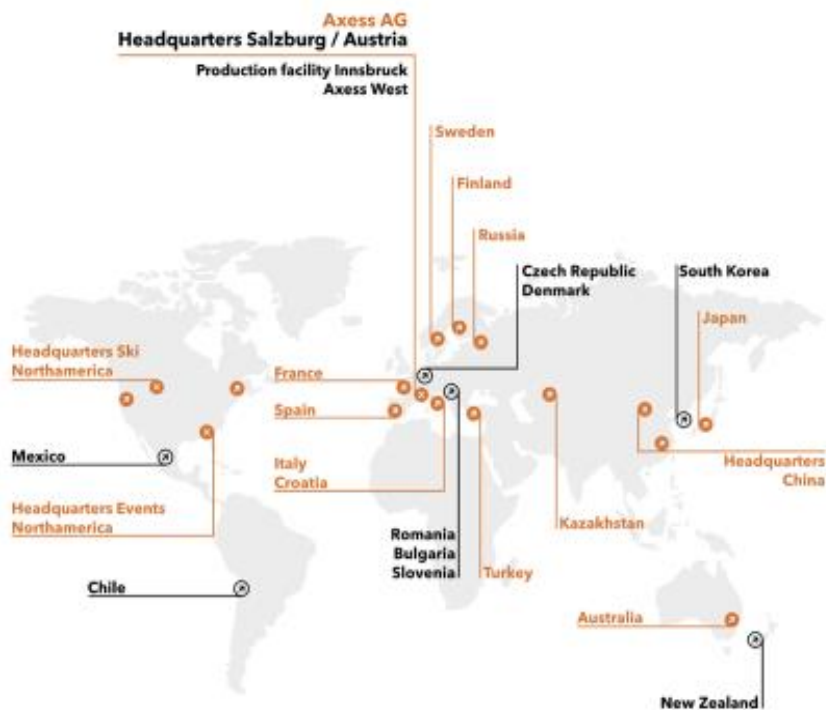 Axess AG
Headquarters Salzburg / Austria
Production facility Innsbruck
Axess West
Sweden
Finland
Russia
Czech Republic
Denmark
South Korea
Japan
Headquarters Ski
Northamerica
France
Spain
Mexico
Italy
Croatia
Headquarters
China
Headquarters Events
Northamerica
Kazakhstan
Romania
Bulgaria
Slovenia
Turkey
Chile
Australia
New Zealand